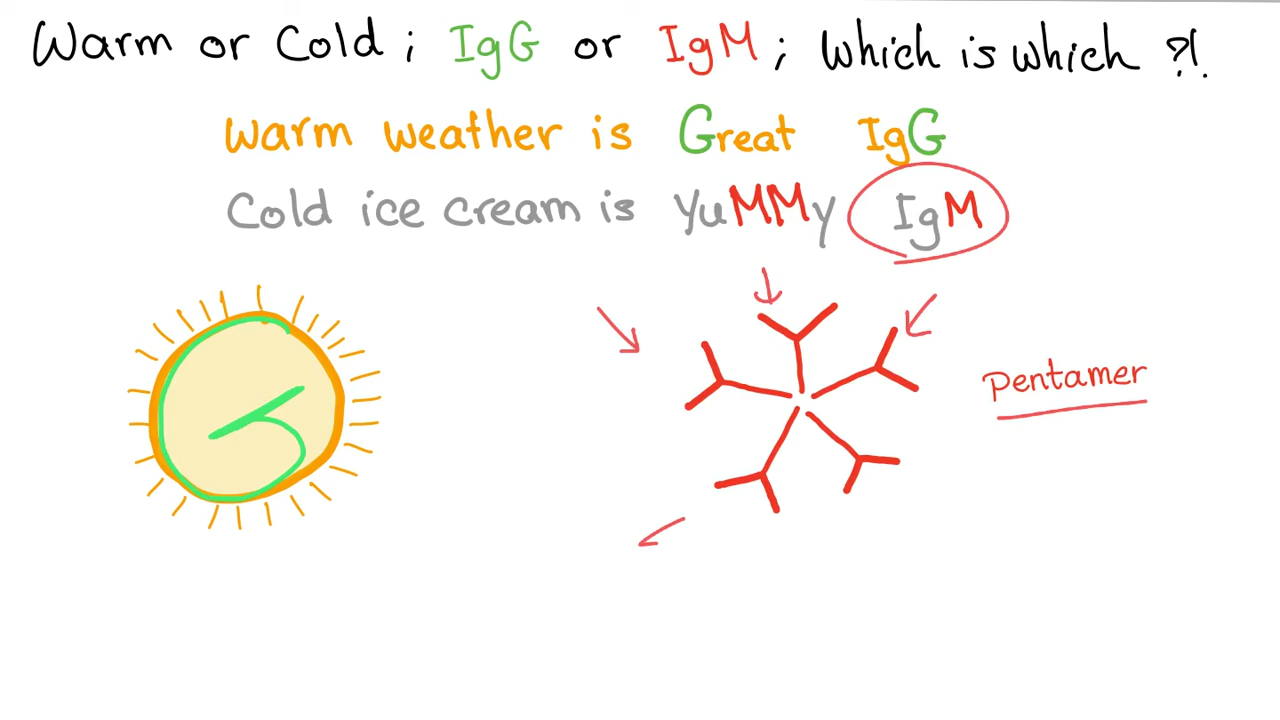 Warm or Cold ; IgG or IgM ; Which is which ?!
Warm weather is Great IgG
Cold ice cream is YuMMy IgM
Pentamer